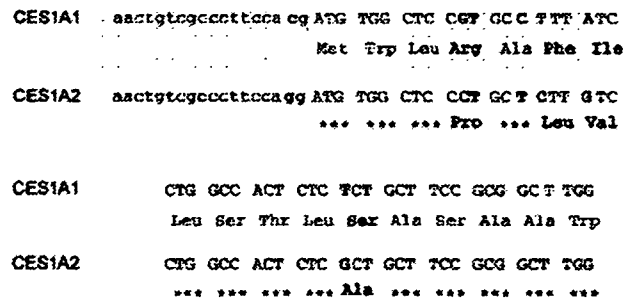 CES1A1 aactgtcgcccttcca cg ATG TGG CTC CGT GCC TTT ATC
Met Trp Leu Arg Ala Phe Ile
CES1A2 aactgtcgcccttccagg ATG TGG CTC CCT GCT CTT GTC
*** *** *** Pro *** Leu Val
CES1A1 CTG GCC ACT CTC TCT GCT TCC GCG GCT TGG
Leu Ser Thr Leu Ser Ala Ser Ala Ala Trp
CES1A2 CTG GCC ACT CTC GCT GCT TCC GCG GCT TGG
*** *** *** *** Ala *** *** *** *** ***